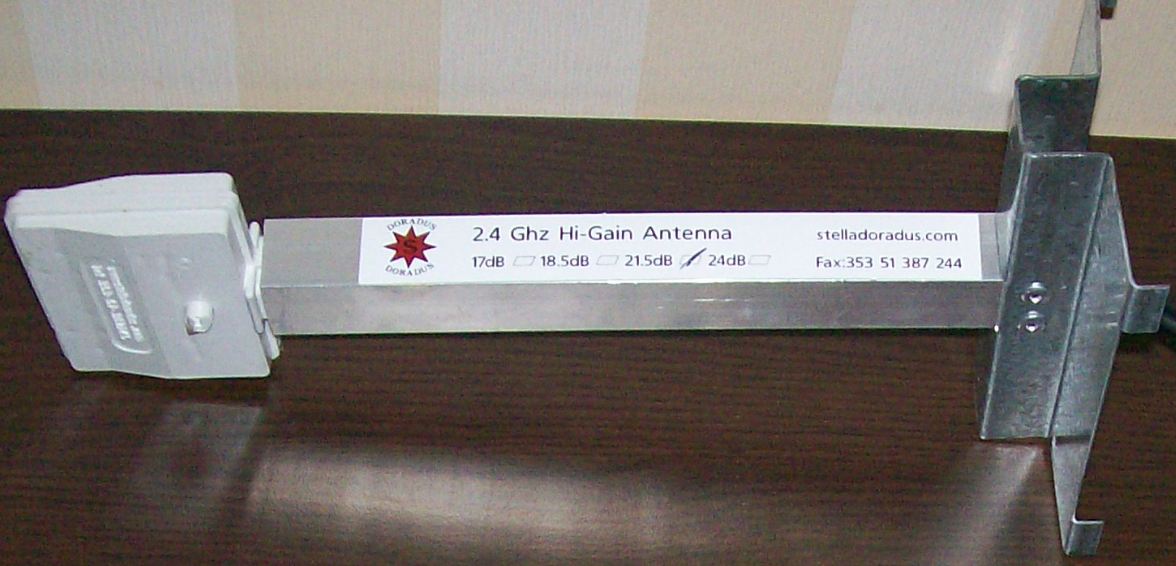 DORADUS
S
DORADUS
2.4 Ghz Hi-Gain Antenna
17dB 18.5dB 21.5dB 24dB
stelladoradus.com
Fax:353 51 387 244